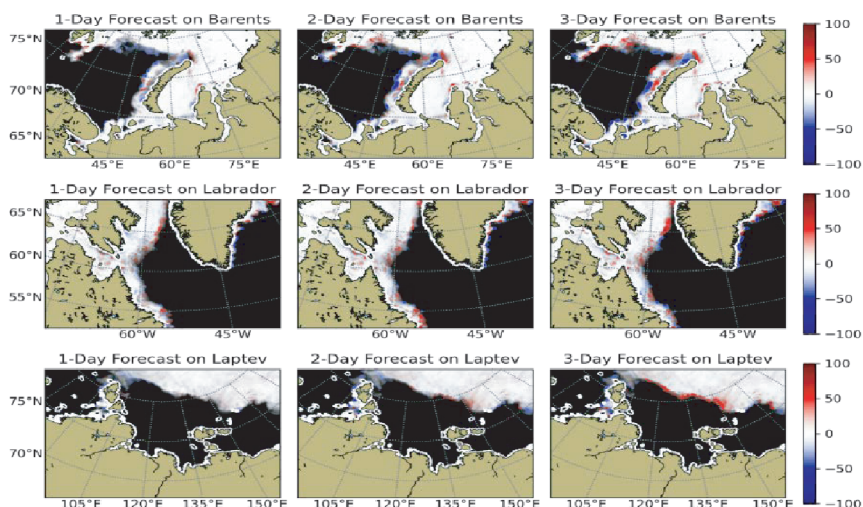 1-Day Forecast on Barents 2-Day Forecast on Barents 3-Day Forecast on Barents
75°N 75°N 75°N
70°N
65°N
45°E 60°E 75°E 45°E 60°E 75°E 45°E 60°E 75°E
100
50
0
−50
−100
1-Day Forecast on Labrador 2-Day Forecast on Labrador 3-Day Forecast on Labrador
65°N
60°N
55°N
60°W 45°W 60°W 45°W 60°W 45°W
100
50
0
−50
−100
1-Day Forecast on Laptev 2-Day Forecast on Laptev 3-Day Forecast on Laptev
75°N
70°N
105°E 120°E 135°E 150°E 105°E 120°E 135°E 150°E 105°E 120°E 135°E 150°E
100
50
0
−50
−100